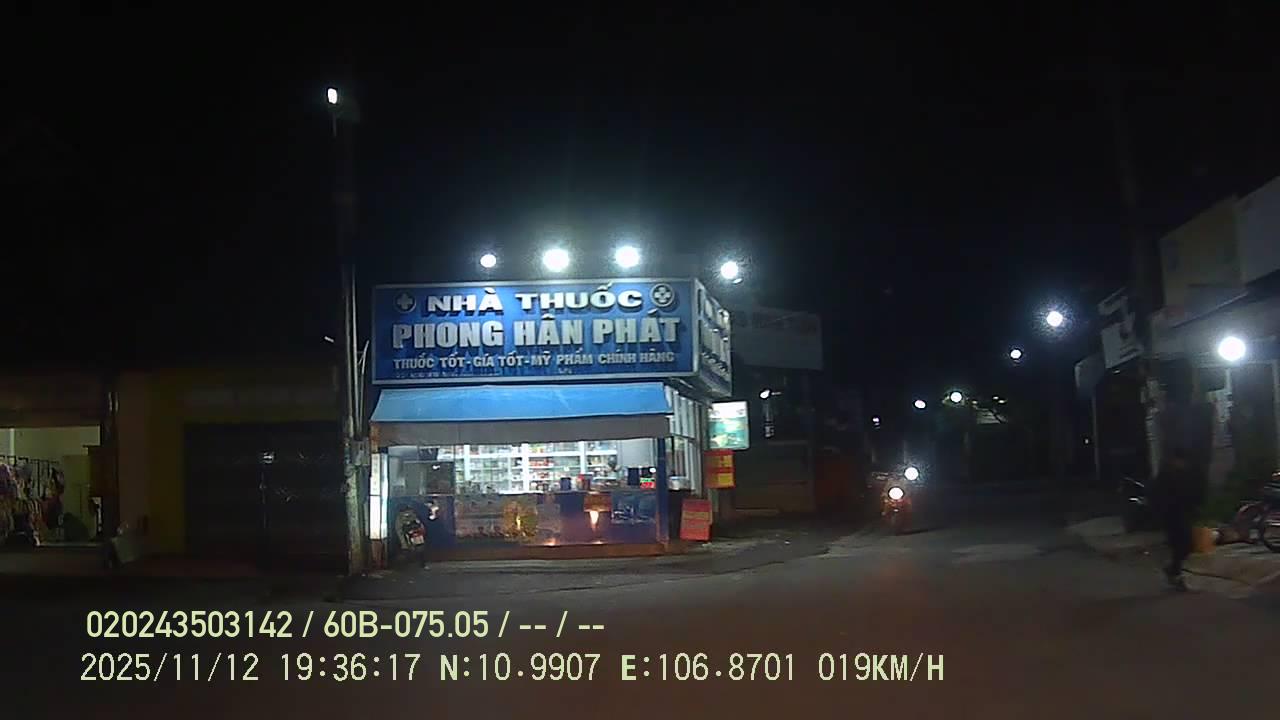 NHÀ THUỐC
PHONG HÂN PHÁT
THUỐC TỐT-GIÁ TỐT-MỸ PHẨM CHÍNH HÃNG
020243503142 / 60B-075.05 / -- / --
2025/11/12 19:36:17 N:10.9907 E:106.8701 019KM/H